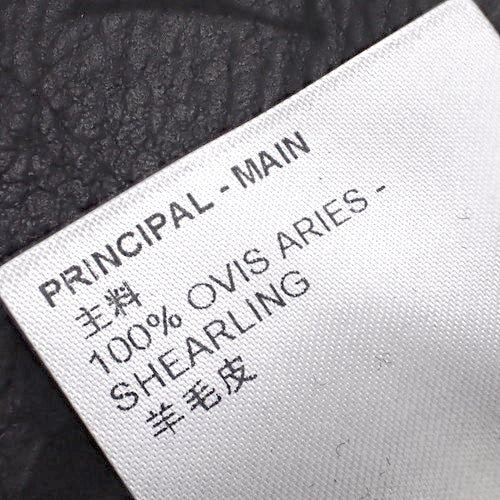 PRINCIPAL - MAIN
主料
100% OVIS ARIES -
SHEARLING
羊毛皮